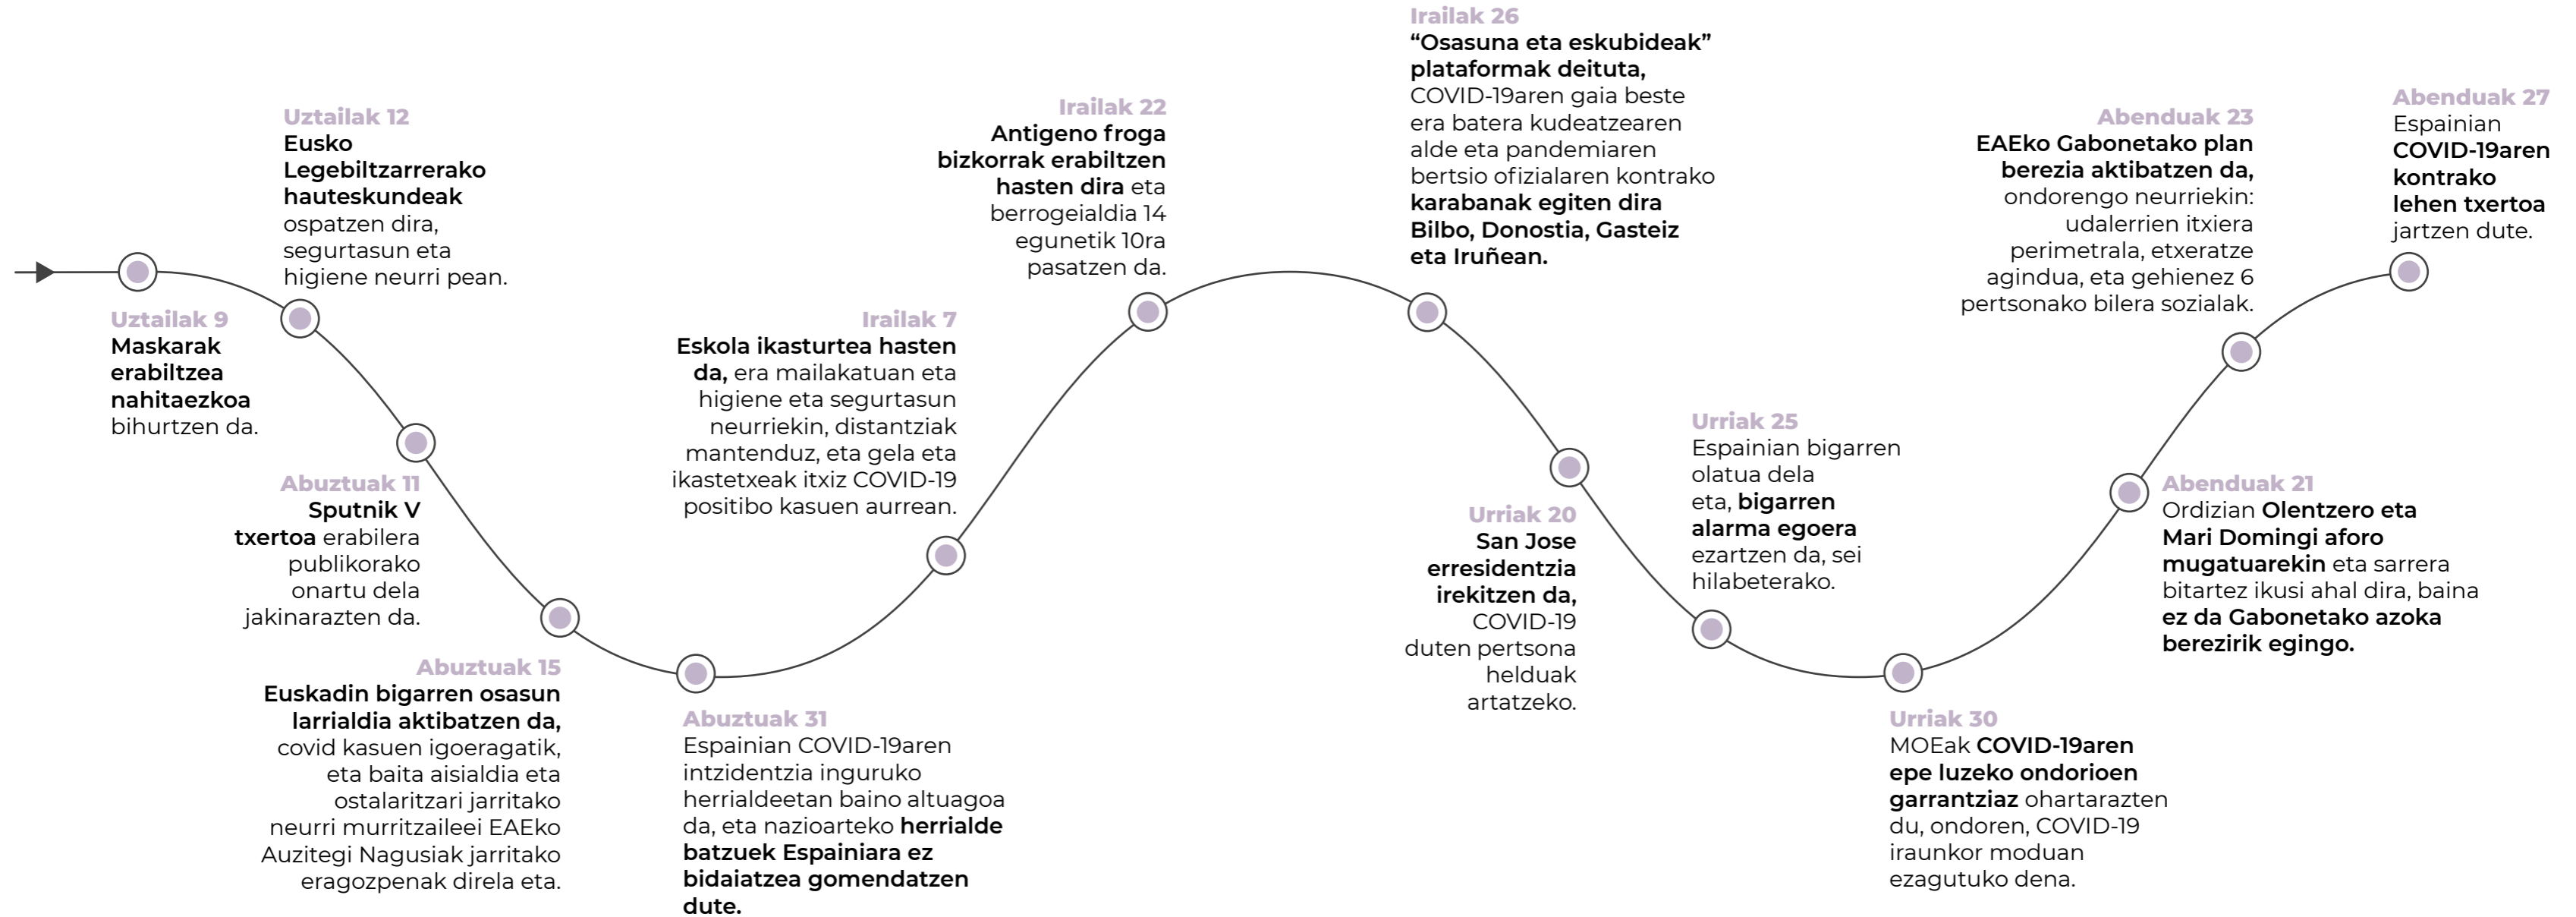 Uztailak 9
Maskarak
erabiltzea
nahitaezkoa
bihurtzen da.
Uztailak 12
Eusko
Legebiltzarrerako
hauteskundeak
ospatzen dira,
segurtasun eta
higiene neurri pean.
Abuztuak 11
Sputnik V
txertoa erabilera
publikorako
onartu dela
jakinarazten da.
Abuztuak 15
Euskadin bigarren osasun
larrialdia aktibatzen da,
covid kasuen igoeragatik,
eta baita aisialdia eta
ostalaritzari jarritako
neurri murritzaileei EAEko
Auzitegi Nagusiak jarritako
eragozpenak direla eta.
Abuztuak 31
Espainian COVID-19aren
intzidentzia inguruko
herrialdeetan baino altuagoa
da, eta nazioarteko herrialde
batzuek Espainiara ez
bidaiatzea gomendatzen
dute.
Irailak 7
Eskola ikasturtea hasten
da, era mailakatuan eta
higiene eta segurtasun
neurriekin, distantziak
mantenduz, eta gela eta
ikastetxeak itxiz COVID-19
positibo kasuen aurrean.
Irailak 22
Antigeno froga
bizkorrak erabiltzen
hasten dira eta
berrogeialdia 14
egunetik 10ra
pasatzen da.
Irailak 26
“Osasuna eta eskubideak”
plataformak deituta,
COVID-19aren gaia beste
era batera kudeatzearen
alde eta pandemiaren
bertsio ofizialaren kontrako
karabanak egiten dira
Bilbo, Donostia, Gasteiz
eta Iruñean.
Urriak 20
San Jose
erresidentzia
irekitzen da,
COVID-19
duten pertsona
helduak
artatzeko.
Urriak 25
Espainian bigarren
olatua dela
eta, bigarren
alarma egoera
ezartzen da, sei
hilabeterako.
Urriak 30
MOEak COVID-19aren
epe luzeko ondorioen
garrantziaz ohartarazten
du, ondoren, COVID-19
iraunkor moduan
ezagutuko dena.
Abenduak 21
Ordizian Olentzero eta
Mari Domingi aforo
mugatuarekin eta sarrera
bitartez ikusi ahal dira, baina
ez da Gabonetako azoka
berezirik egingo.
Abenduak 23
EAEko Gabonetako plan
berezia aktibatzen da,
ondorengo neurriekin:
udalerrien itxiera
perimetrala, etxeratze
agindua, eta gehienez 6
pertsonako bilera sozialak.
Abenduak 27
Espainian
COVID-19aren
kontrako
lehen txertoa
jartzen dute.